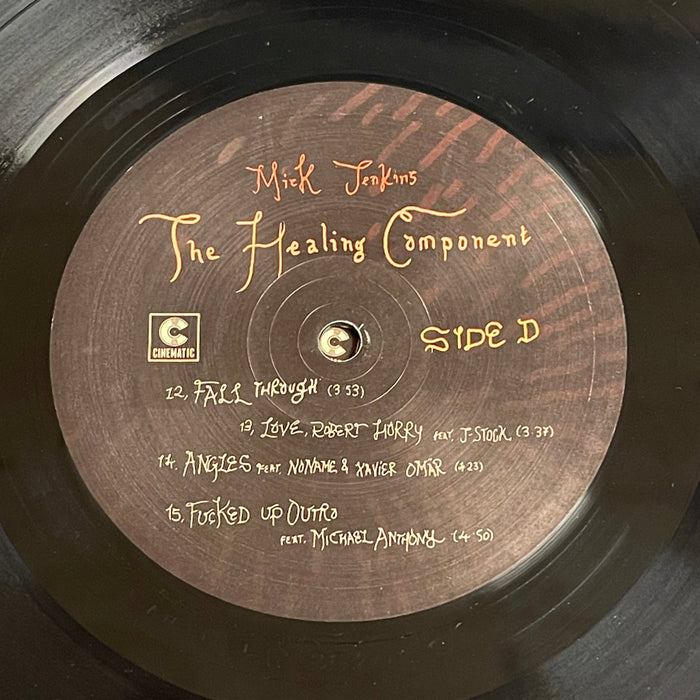 Mick Jenkins
The Healing Component
C
CINEMATIC
C
SIDE D
12, FALL THROUGH (3:53)
13, LOVE, ROBERT HORRY FEAT. J-STOCK, (3:37)
14. ANGLES FEAT. NONAME & XAVIER OMÄR (4:23)
15, FUCKED UP OUTRO
FEAT. MICHAEL ANTHONY (4:50)